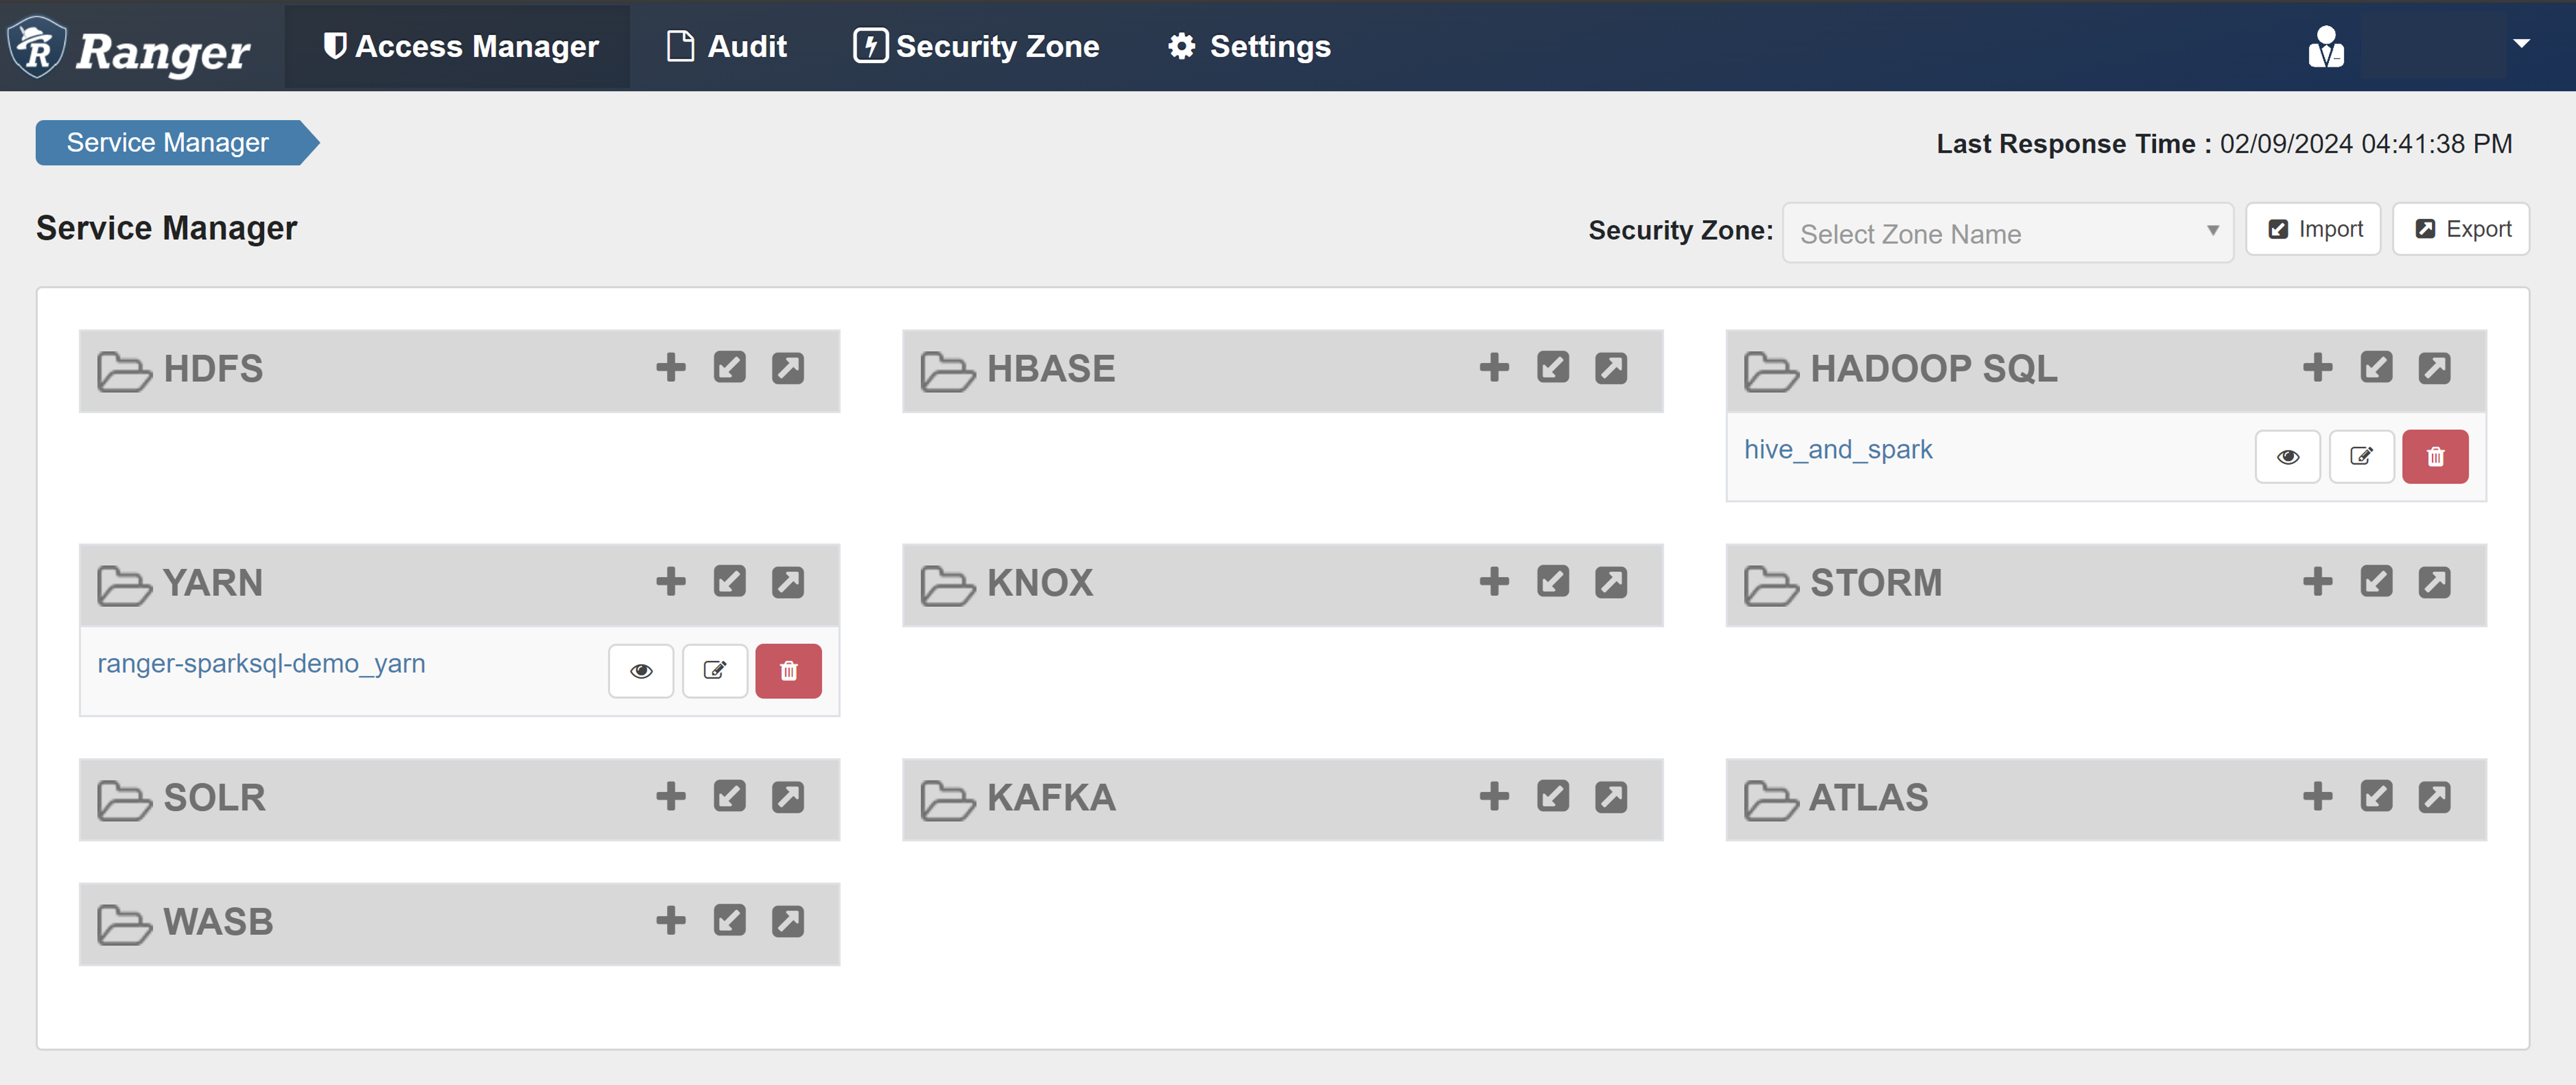 Ranger Access Manager Audit Security Zone Settings
Service Manager Last Response Time : 02/09/2024 04:41:38 PM
Service Manager Security Zone: Select Zone Name Import Export
HDFS HBASE HADOOP SQL
hive_and_spark
YARN KNOX STORM
ranger-sparksql-demo_yarn
SOLR KAFKA ATLAS
WASB